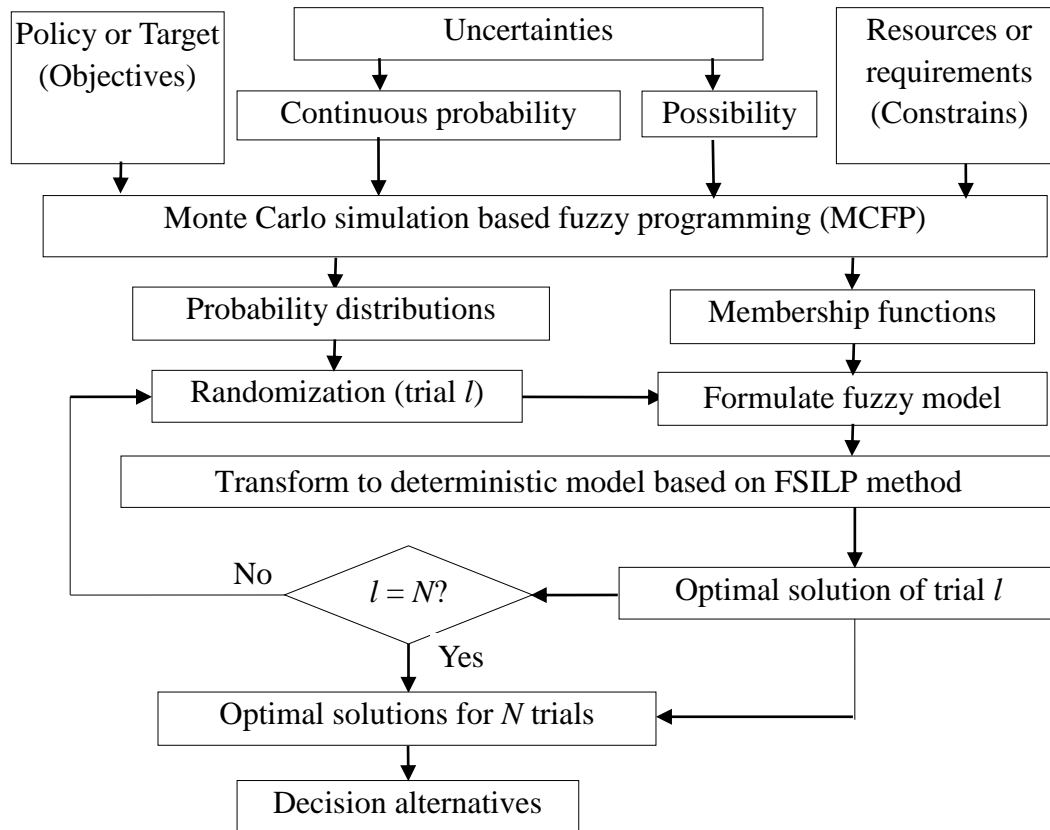 Policy or Target
(Objectives)
Uncertainties
Resources or
requirements
(Constrains)
Continuous probability
Possibility
Monte Carlo simulation based fuzzy programming (MCFP)
Probability distributions
Membership functions
Randomization (trial l)
Formulate fuzzy model
Transform to deterministic model based on FSILP method
No
l = N?
Optimal solution of trial l
Yes
Optimal solutions for N trials
Decision alternatives